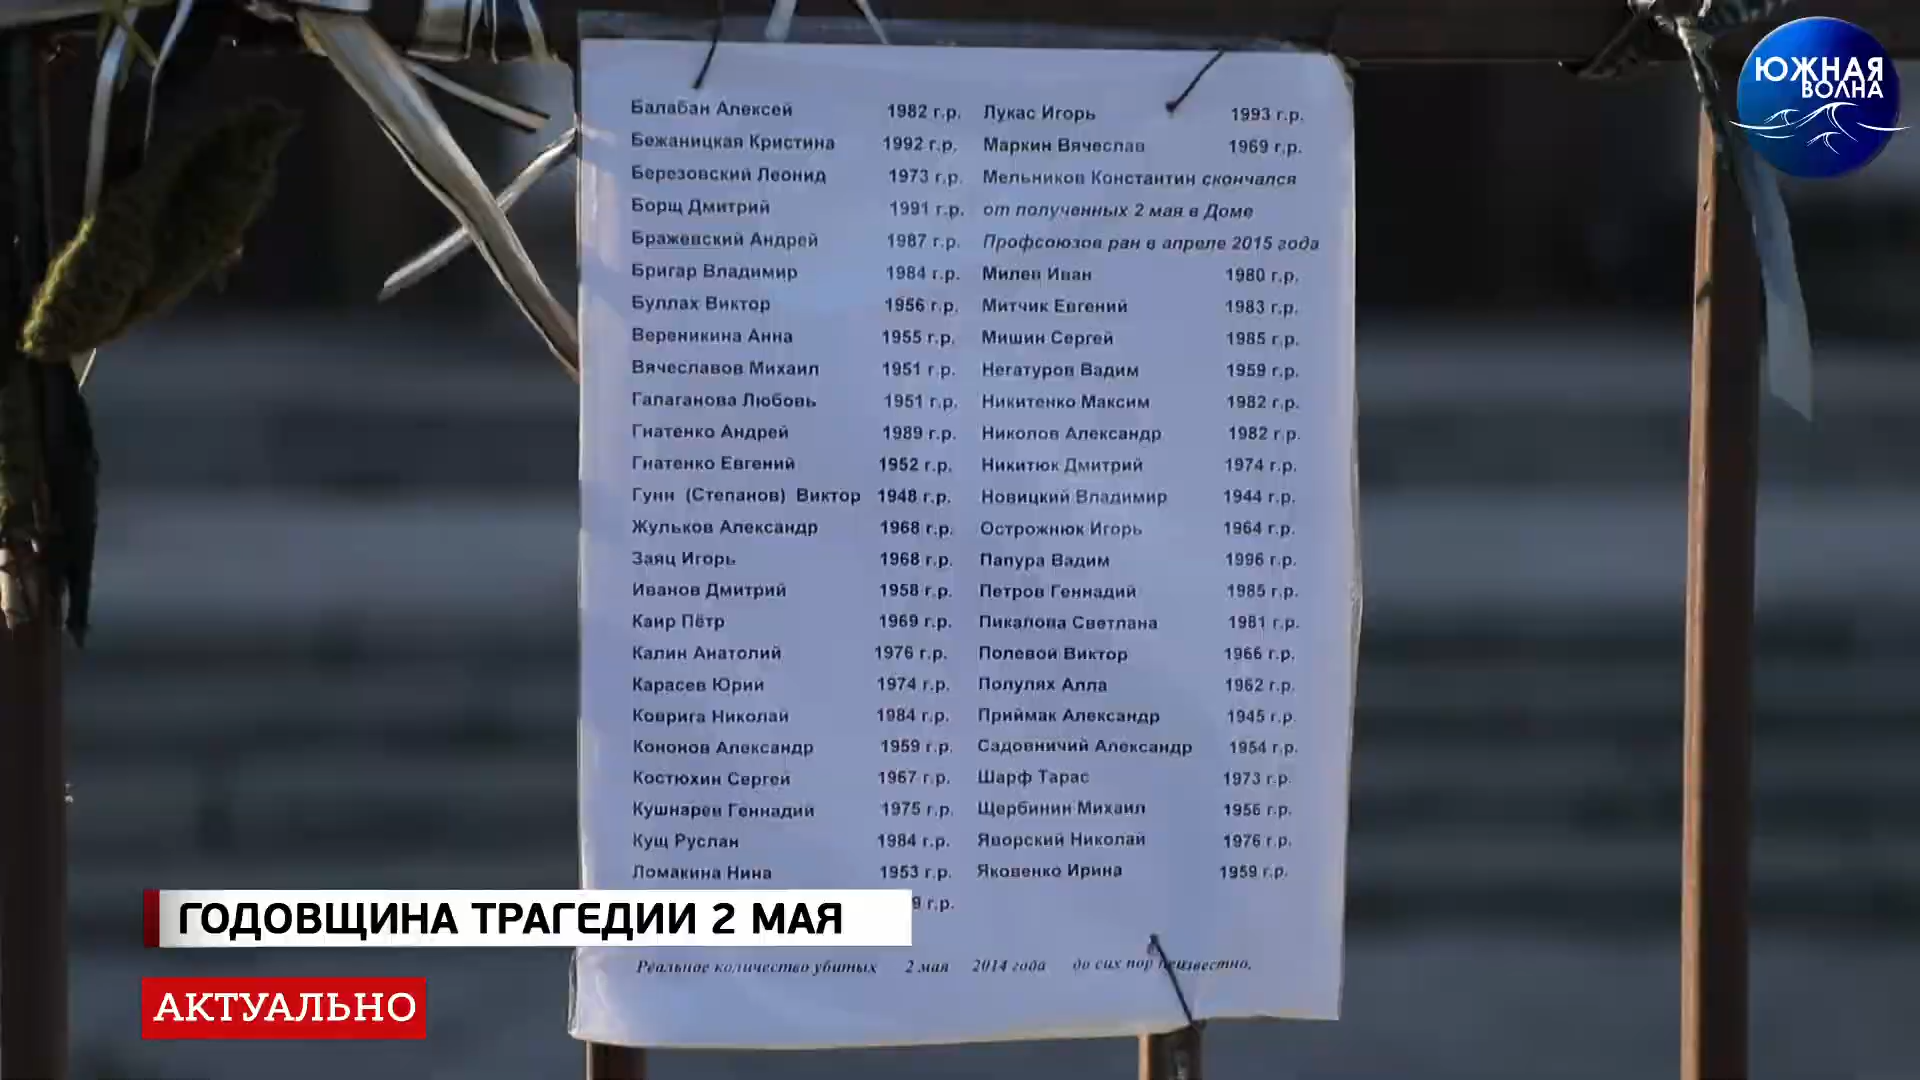 ЮЖНАЯ
ВОЛНА
Балабан Алексей 1982 г.р.
Бежаницкая Кристина 1992 г.р.
Березовский Леонид 1973 г.р.
Борщ Дмитрий 1991 г.р.
Бражевский Андрей 1987 г.р.
Бригар Владимир 1984 г.р.
Буллах Виктор 1956 г.р.
Вереникина Анна 1955 г.р.
Вячеславов Михаил 1951 г.р.
Галаганова Любовь 1951 г.р.
Гнатенко Андрей 1989 г.р.
Гнатенко Евгений 1952 г.р.
Гунн (Степанов) Виктор 1948 г.р.
Жульков Александр 1968 г.р.
Заяц Игорь 1968 г.р.
Иванов Дмитрий 1958 г.р.
Каир Пётр 1969 г.р.
Калин Анатолий 1976 г.р.
Карасев Юрий 1974 г.р.
Коврига Николай 1984 г.р.
Кононов Александр 1959 г.р.
Костюхин Сергей 1967 г.р.
Кушнарев Геннадий 1975 г.р.
Кущ Руслан 1984 г.р.
Ломакина Нина 1953 г.р.
9 г.р.
Лукас Игорь 1993 г.р.
Маркин Вячеслав 1969 г.р.
Мельников Константин скончался
от полученных 2 мая в Доме
Профсоюзов ран в апреле 2015 года
Милев Иван 1980 г.р.
Митчик Евгений 1983 г.р.
Мишин Сергей 1985 г.р.
Негатуров Вадим 1959 г.р.
Никитенко Максим 1982 г.р.
Николов Александр 1982 г.р.
Никитюк Дмитрий 1974 г.р.
Новицкий Владимир 1944 г.р.
Острожнюк Игорь 1964 г.р.
Папура Вадим 1996 г.р.
Петров Геннадий 1985 г.р.
Пикалова Светлана 1981 г.р.
Полевой Виктор 1966 г.р.
Полулях Алла 1962 г.р.
Приймак Александр 1945 г.р.
Садовничий Александр 1954 г.р.
Шарф Тарас 1973 г.р.
Щербинин Михаил 1956 г.р.
Яворский Николай 1976 г.р.
Яковенко Ирина 1959 г.р.
Реальное количество убитых 2 мая 2014 года до сих пор неизвестно.
ГОДОВЩИНА ТРАГЕДИИ 2 МАЯ
АКТУАЛЬНО